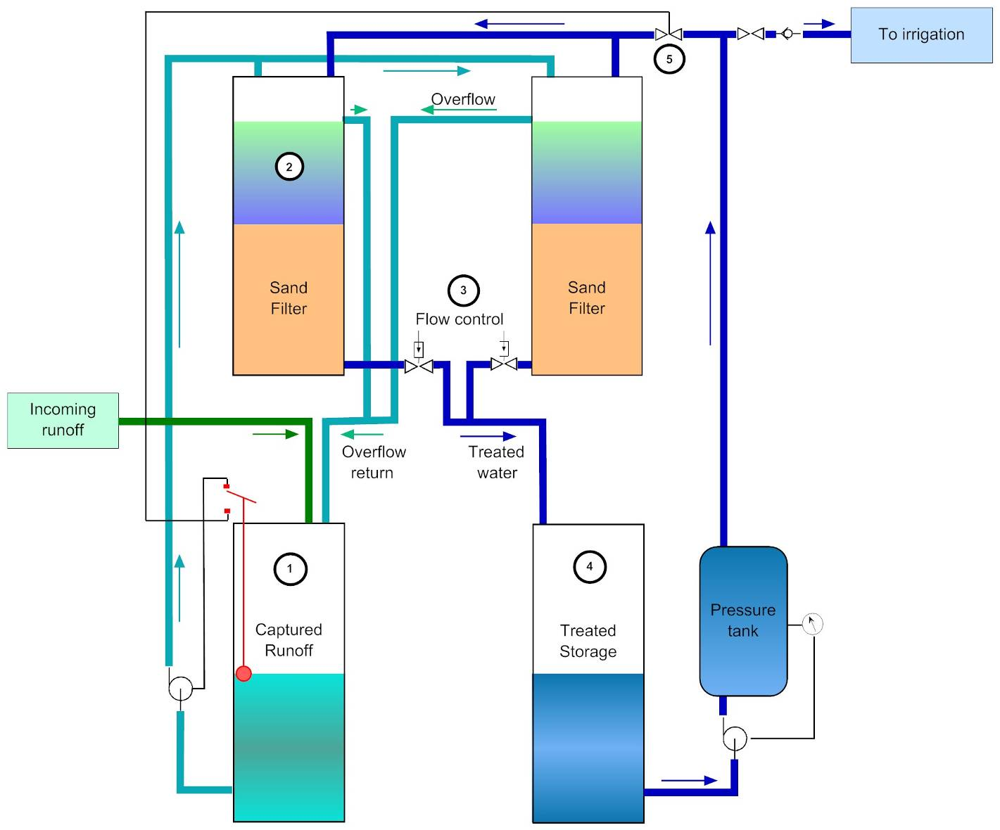 To irrigation
5
Overflow
2
Sand
Filter
3
Flow control
Sand
Filter
Incoming
runoff
Overflow
return
Treated
water
1
Captured
Runoff
4
Treated
Storage
Pressure
tank